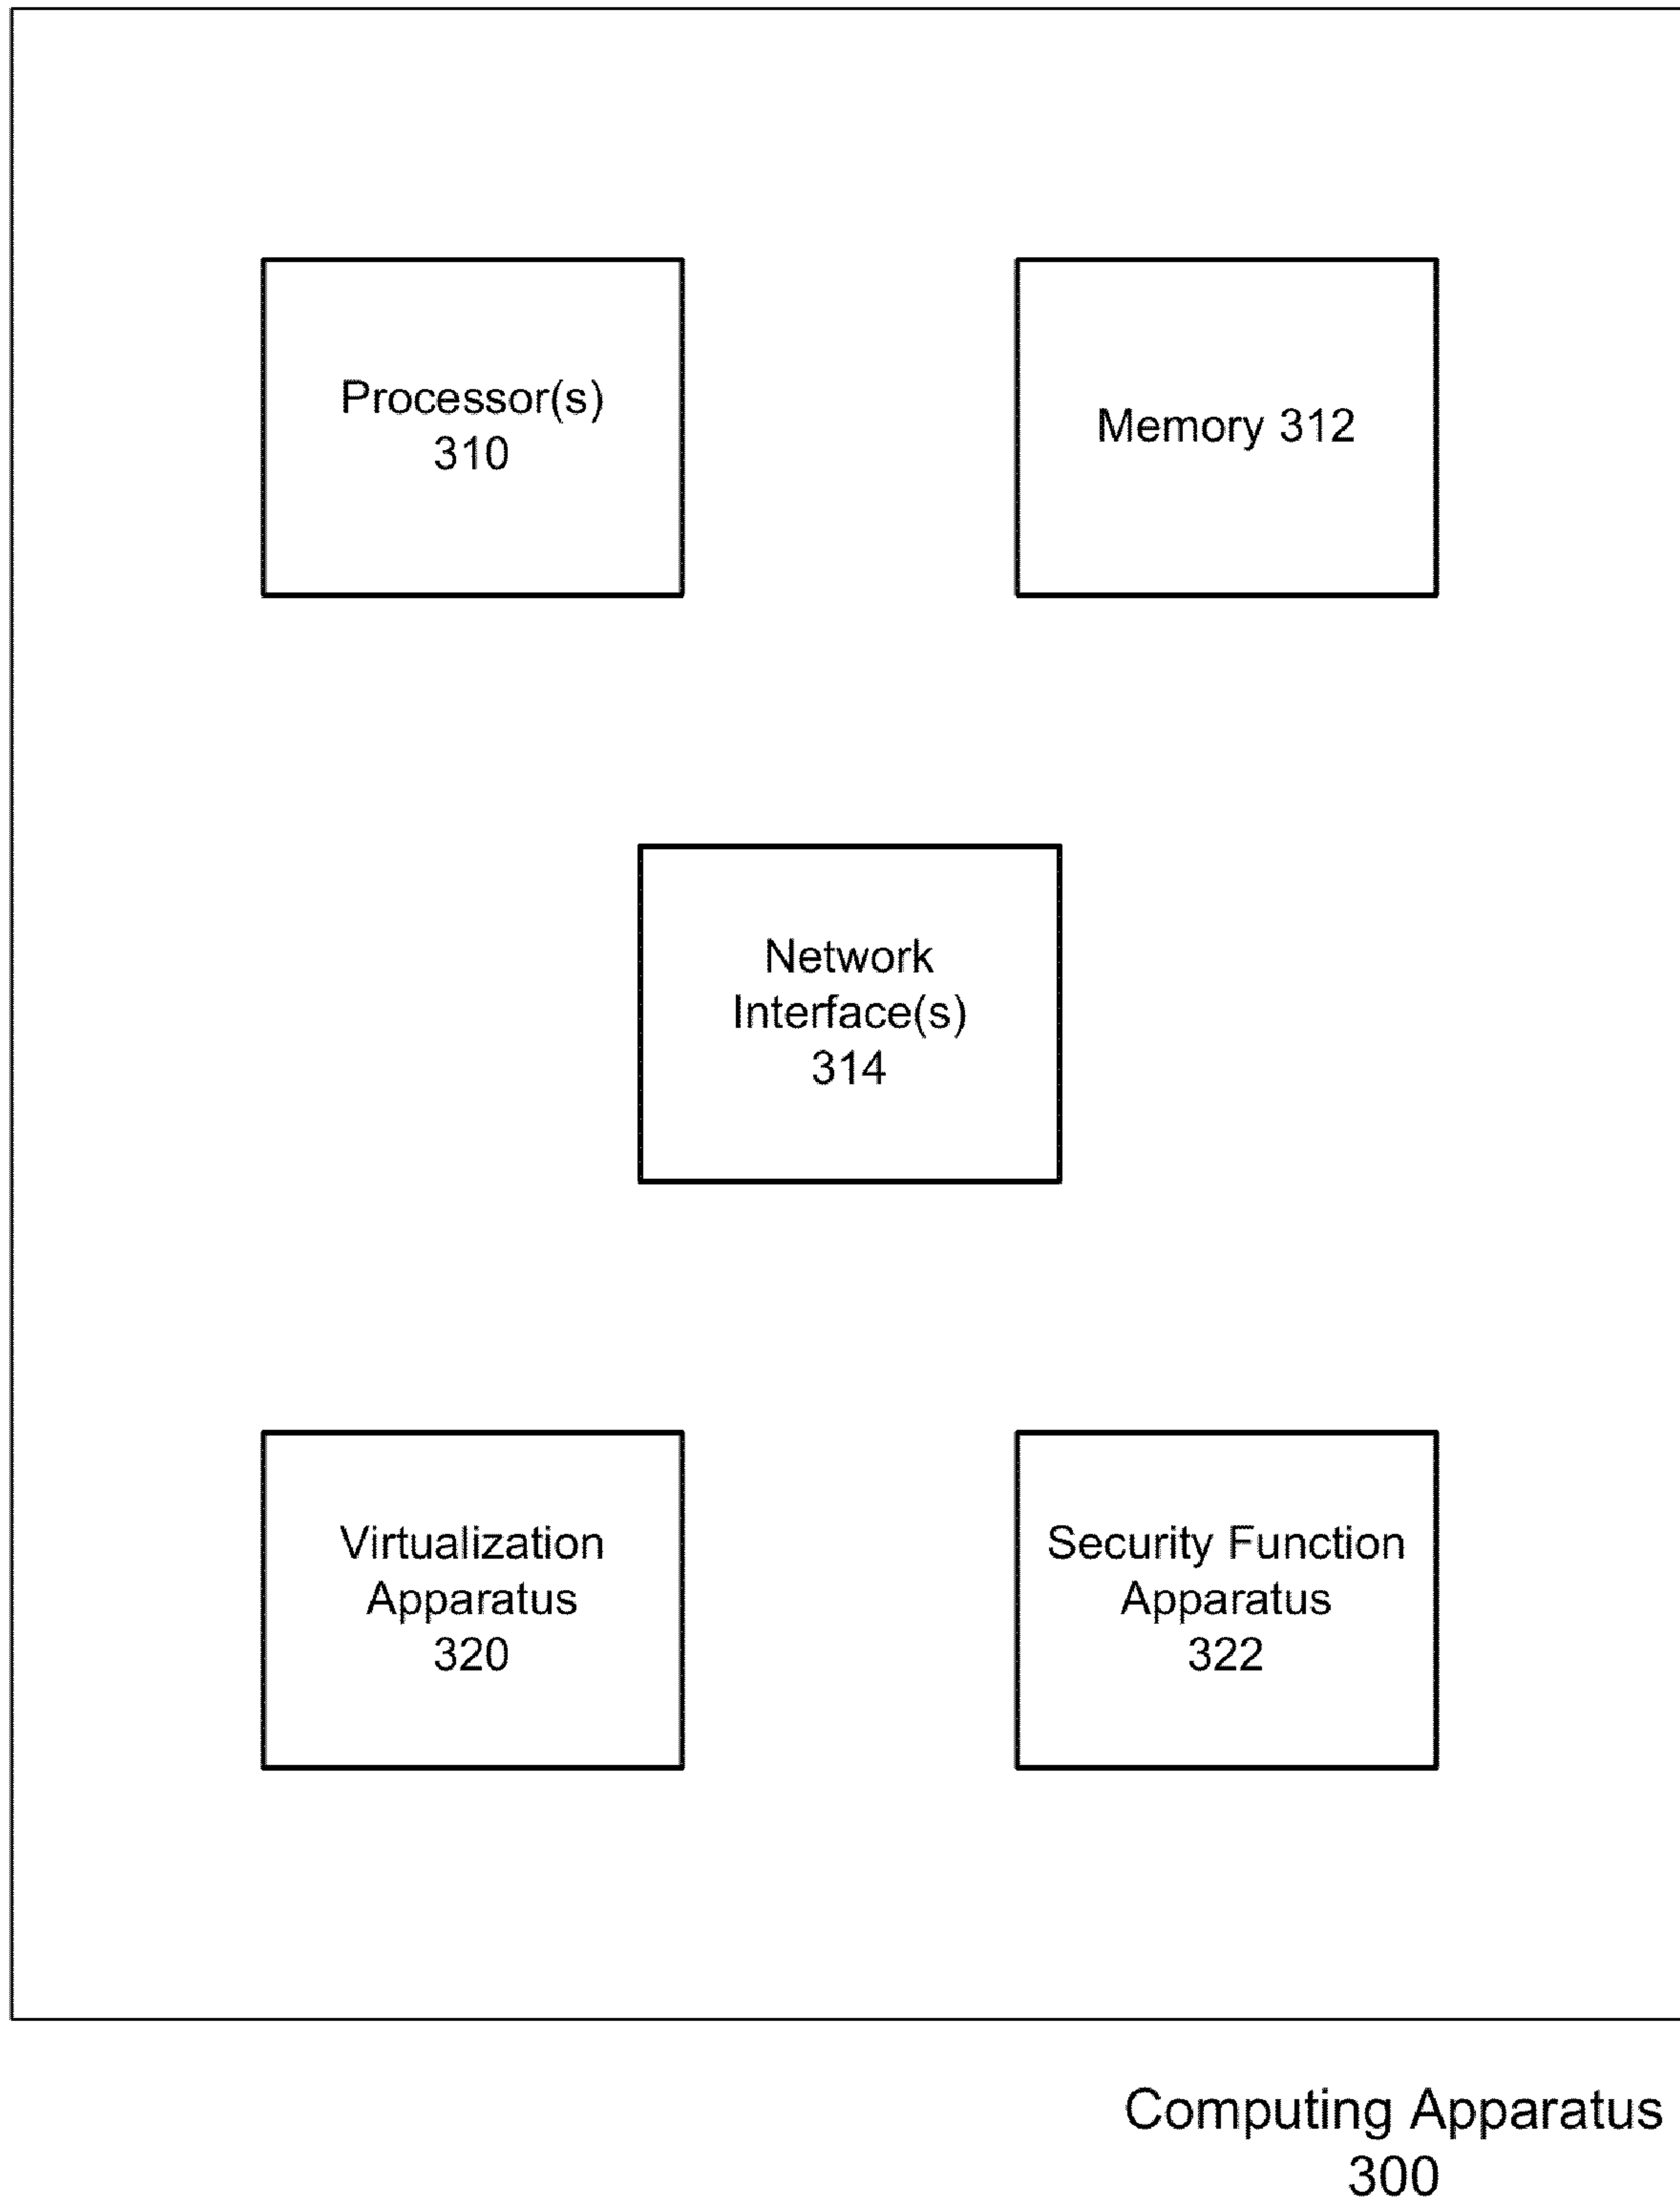 Processor(s)
310
Memory 312
Network
Interface(s)
314
Virtualization
Apparatus
320
Security Function
Apparatus
322
Computing Apparatus
300